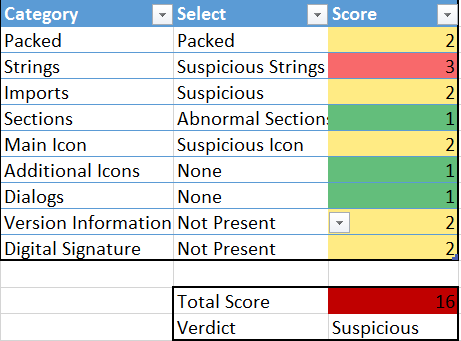 Category Select Score
Packed Packed 2
Strings Suspicious Strings 3
Imports Suspicious 2
Sections Abnormal Sections 1
Main Icon Suspicious Icon 2
Additional Icons None 1
Dialogs None 1
Version Information Not Present 2
Digital Signature Not Present 2
Total Score 16
Verdict Suspicious